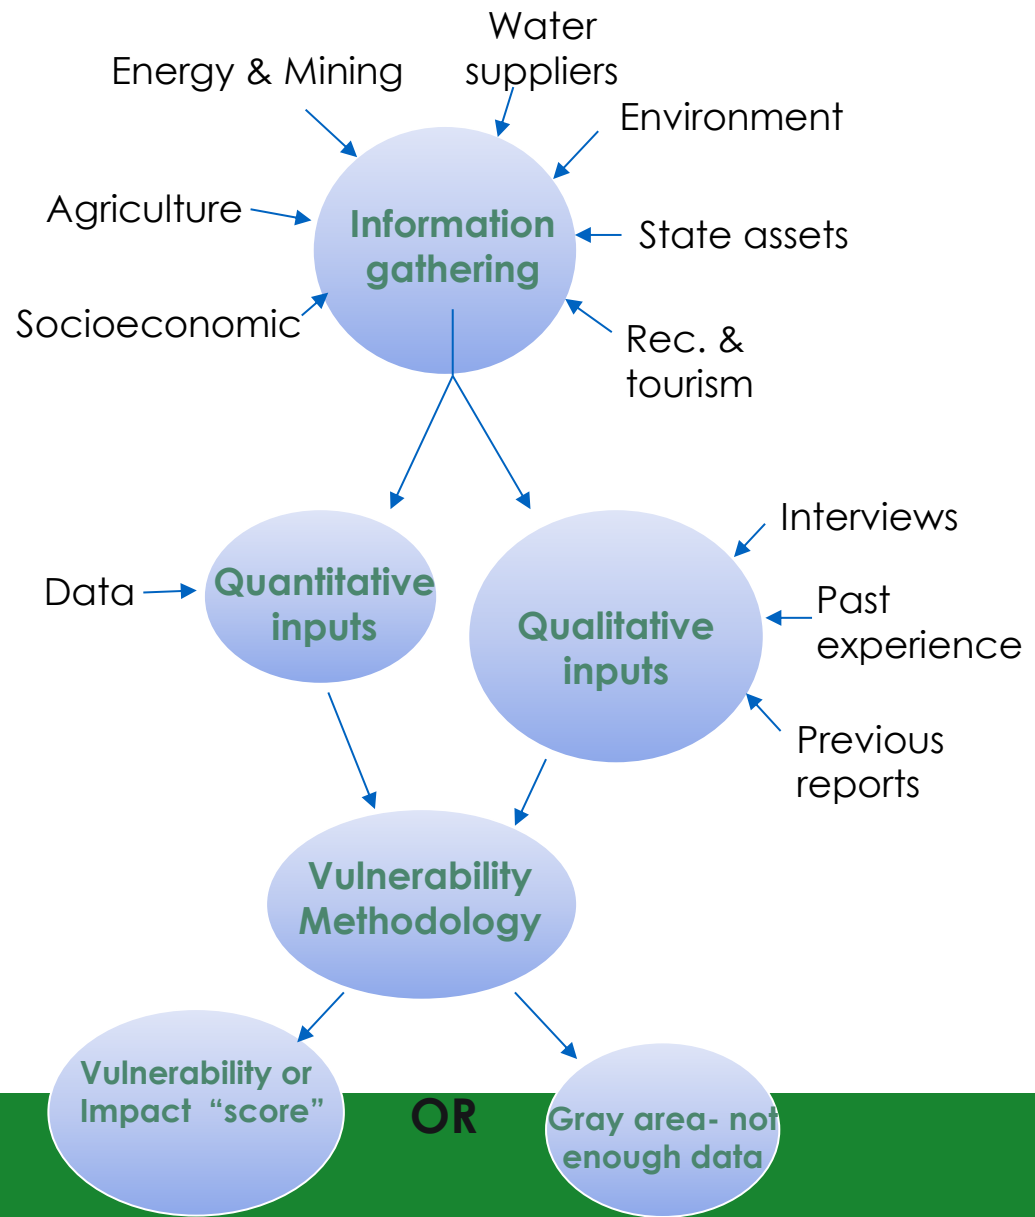 Water
suppliers
Energy & Mining
Environment
Agriculture
Information
gathering
State assets
Socioeconomic
Rec. &
tourism
Interviews
Data
Quantitative
inputs
Qualitative
inputs
Past
experience
Previous
reports
Vulnerability
Methodology
Vulnerability or
Impact “score”
OR
Gray area- not
enough data